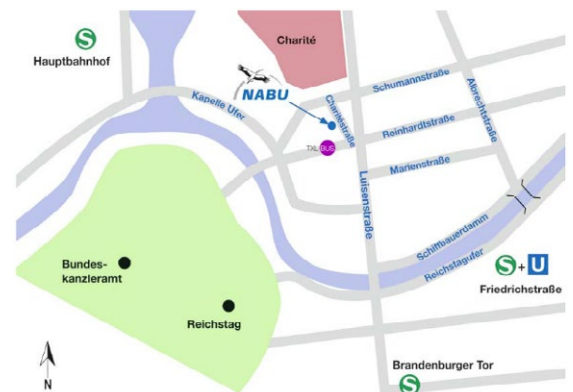 S
Hauptbahnhof
Charité
NABU
Kapelle Ufer
Charitéstraße
Schumannstraße
Albrechtstraße
Reinhardtstraße
TXL BUS
Marienstraße
Luisenstraße
Schiffbauerdamm
Reichstagufer
Bundes-
kanzleramt
Reichstag
S + U
Friedrichstraße
Brandenburger Tor
S
N